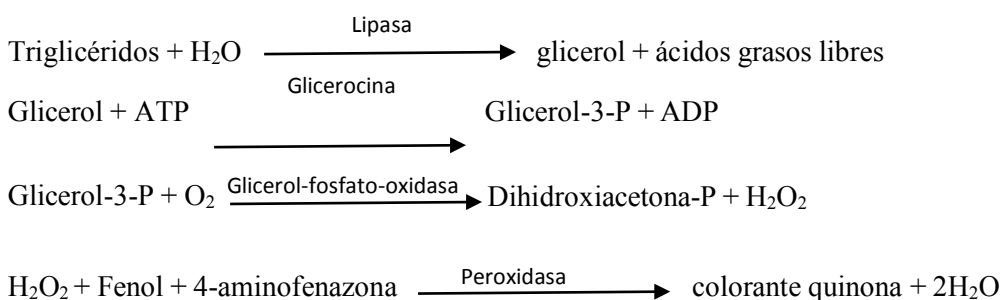 Lipasa
Triglicéridos + H₂O glicerol + ácidos grasos libres
Glicerocina
Glicerol + ATP Glicerol-3-P + ADP
Glicerol-3-P + O₂ Glicerol-fosfato-oxidasa Dihidroxiacetona-P + H₂O₂
H₂O₂ + Fenol + 4-aminofenazona Peroxidasa colorante quinona + 2H₂O